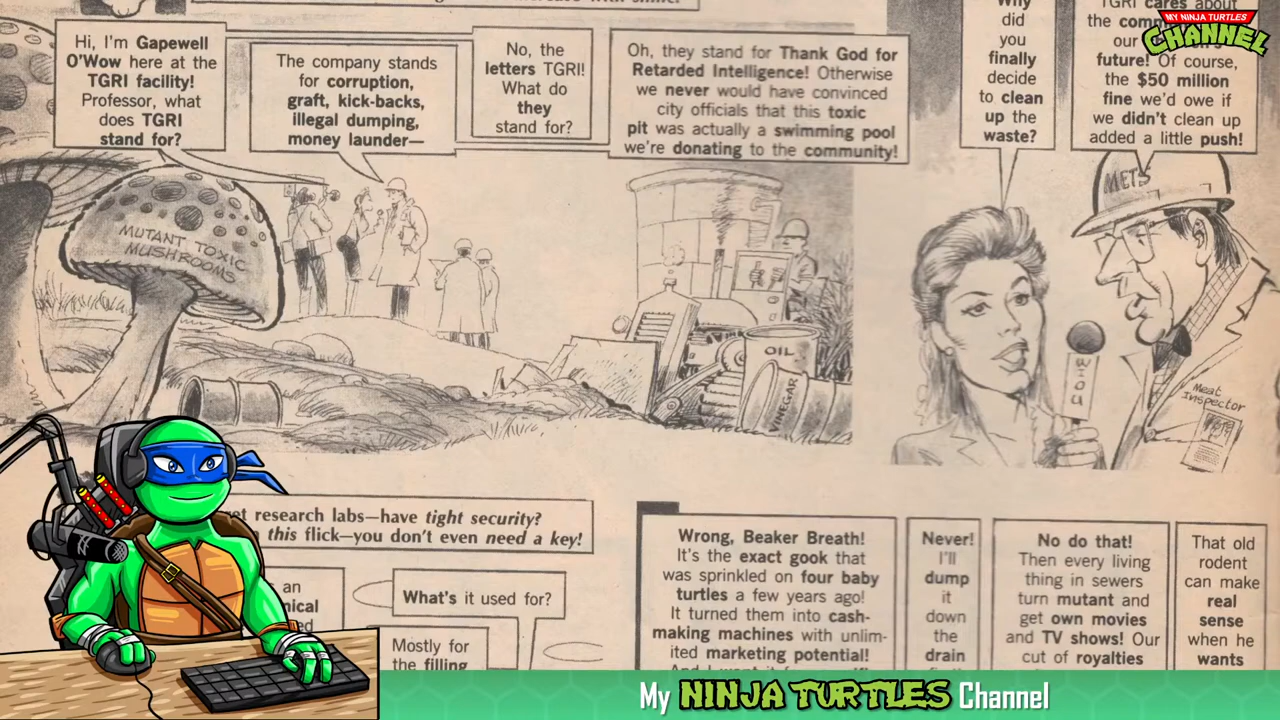 Hi, I'm Gapewell
O'Wow here at the
TGRI facility!
Professor, what
does TGRI
stand for?
The company stands
for corruption,
graft, kick-backs,
illegal dumping,
money launder—
No, the
letters TGRI!
What do
they
stand for?
Oh, they stand for Thank God for
Retarded Intelligence! Otherwise
we never would have convinced
city officials that this toxic
pit was actually a swimming pool
we're donating to the community!
Why
did
you
finally
decide
to clean
up the
waste?
TGRI cares about
the
our
future! Of course,
the $50 million
fine we'd owe if
we didn't clean up
added a little push!
MY NINJA TURTLES
CHANNEL
MUTANT TOXIC
MUSHROOMS
OIL
VINEGAR
METS
Meat
Inspector
research labs—have tight security?
this flick—you don't even need a key!
an
What's it used for?
Mostly for
the filling
Wrong, Beaker Breath!
It's the exact gook that
was sprinkled on four baby
turtles a few years ago!
It turned them into cash-
making machines with unlim-
ited marketing potential!
Never!
I'll
dump
it
down
the
drain
No do that!
Then every living
thing in sewers
turn mutant and
get own movies
and TV shows! Our
cut of royalties
That old
rodent
can make
real
sense
when he
wants
My NINJA TURTLES Channel